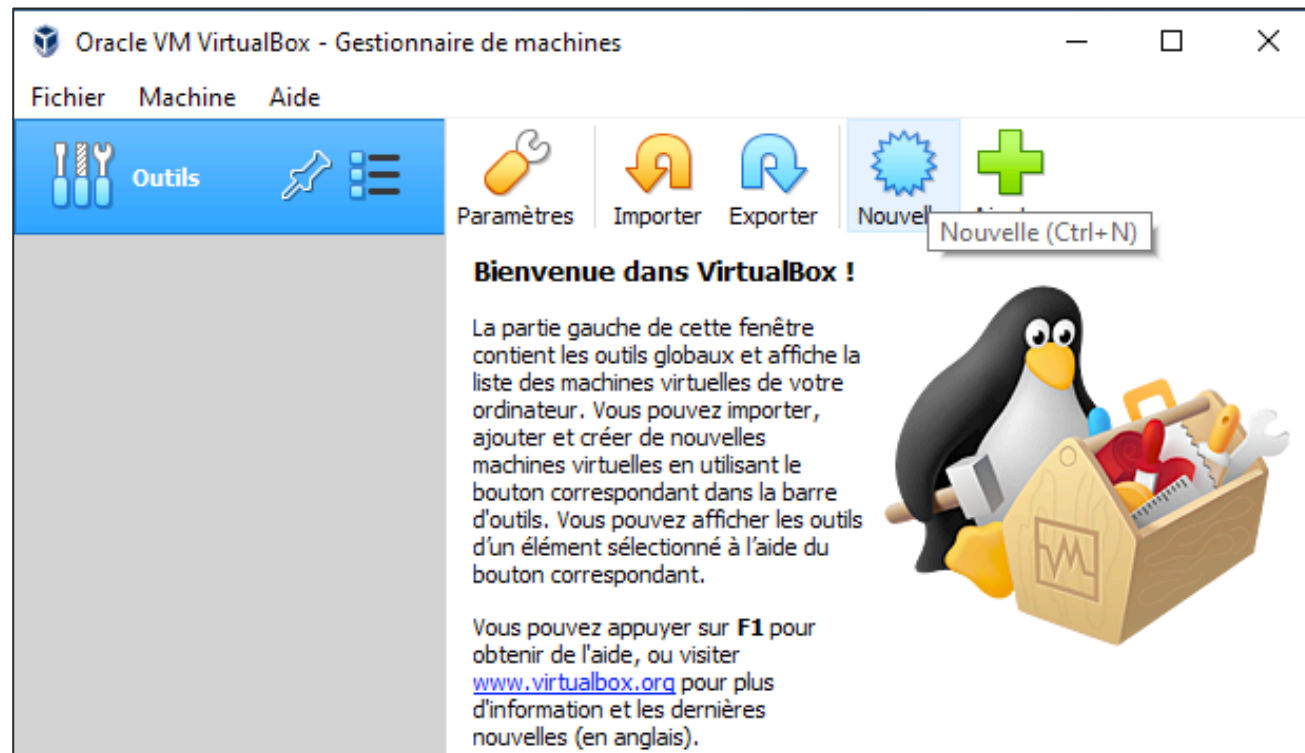 Oracle VM VirtualBox - Gestionnaire de machines
Fichier Machine Aide
Outils
Paramètres Importer Exporter
Nouvelle (Ctrl+N)
Bienvenue dans VirtualBox !
La partie gauche de cette fenêtre
contient les outils globaux et affiche la
liste des machines virtuelles de votre
ordinateur. Vous pouvez importer,
ajouter et créer de nouvelles
machines virtuelles en utilisant le
bouton correspondant dans la barre
d'outils. Vous pouvez afficher les outils
d’un élément sélectionné à l’aide du
bouton correspondant.
Vous pouvez appuyer sur F1 pour
obtenir de l'aide, ou visiter
www.virtualbox.org pour plus
d'information et les dernières
nouvelles (en anglais).